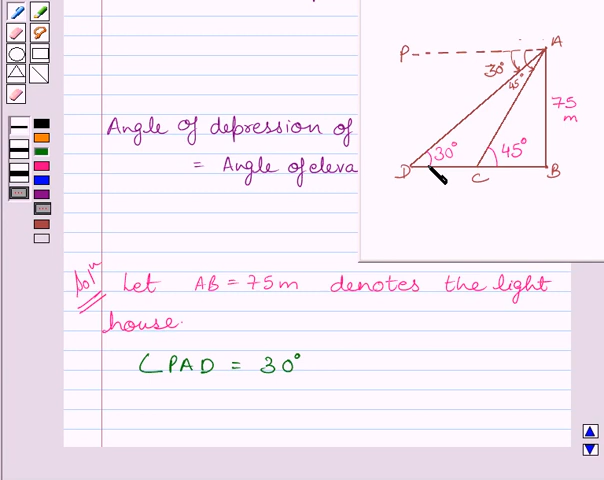 P
A
30°
45°
75
m
30°
45°
D
C
B
Angle of depression of
= Angle of eleva
Solⁿ Let AB = 75m denotes the light
house.
∠PAD = 30°